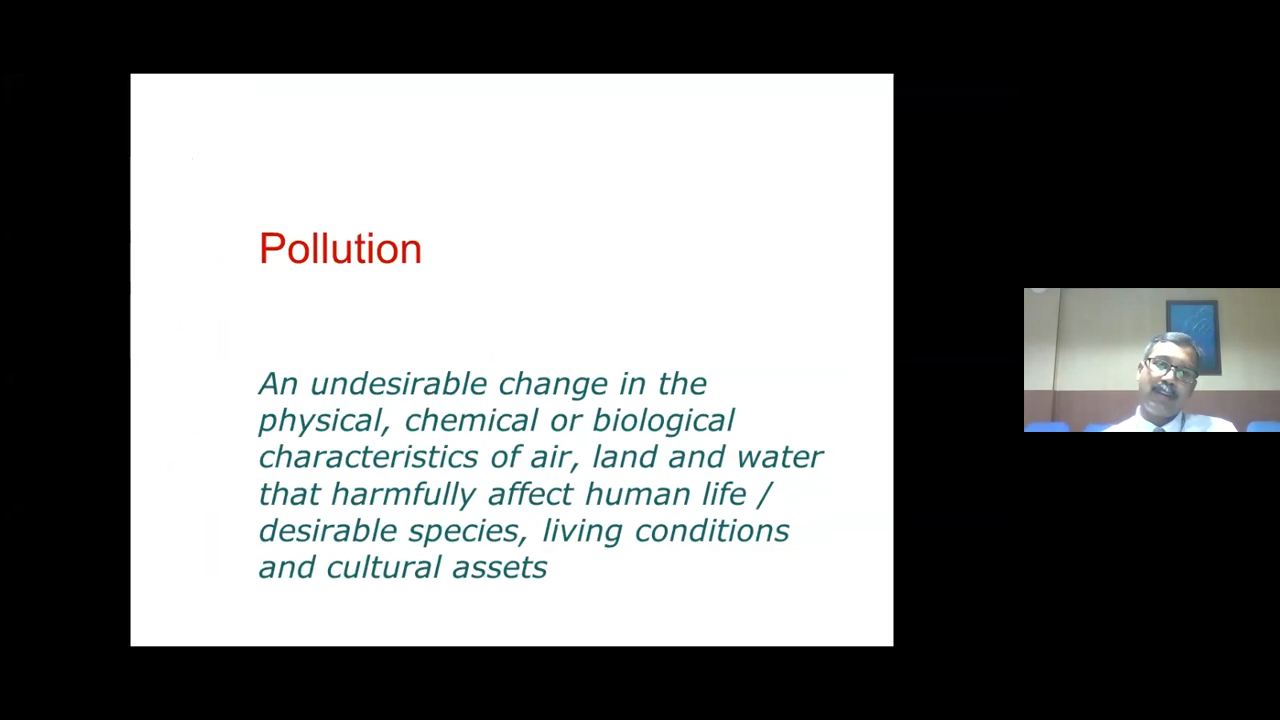 Pollution
An undesirable change in the
physical, chemical or biological
characteristics of air, land and water
that harmfully affect human life /
desirable species, living conditions
and cultural assets